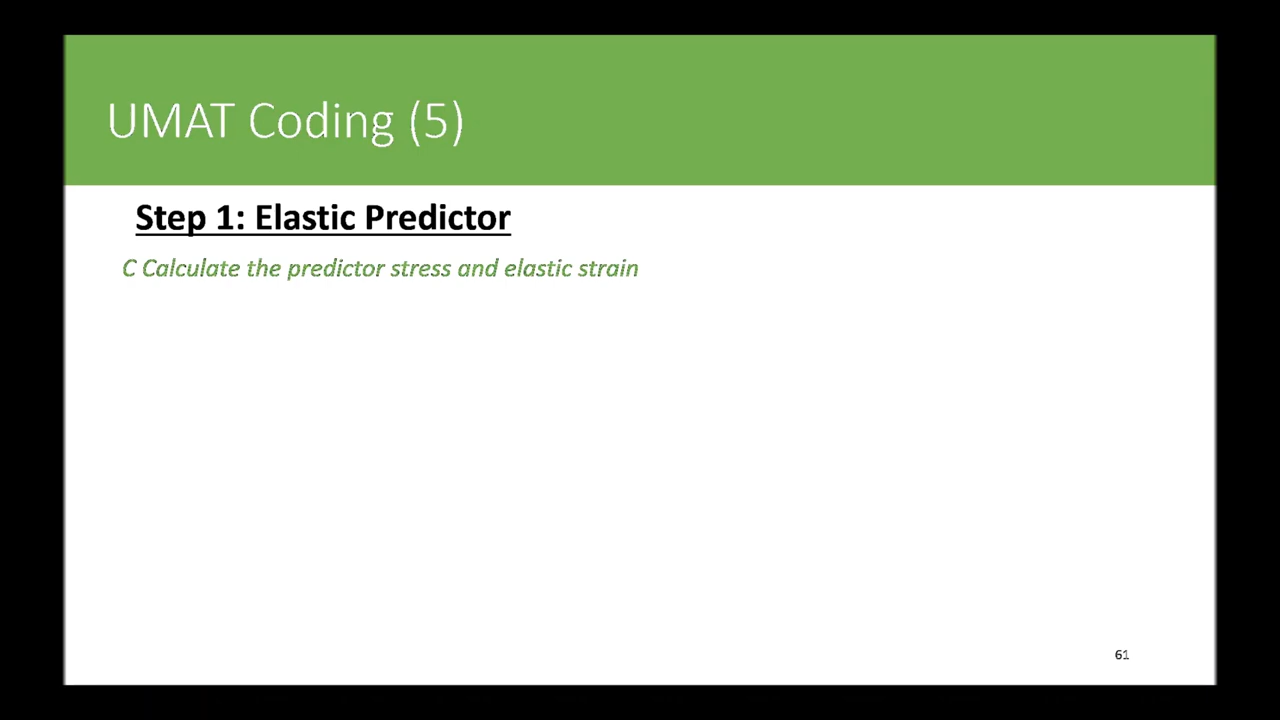 UMAT Coding (5)
Step 1: Elastic Predictor
C Calculate the predictor stress and elastic strain
61